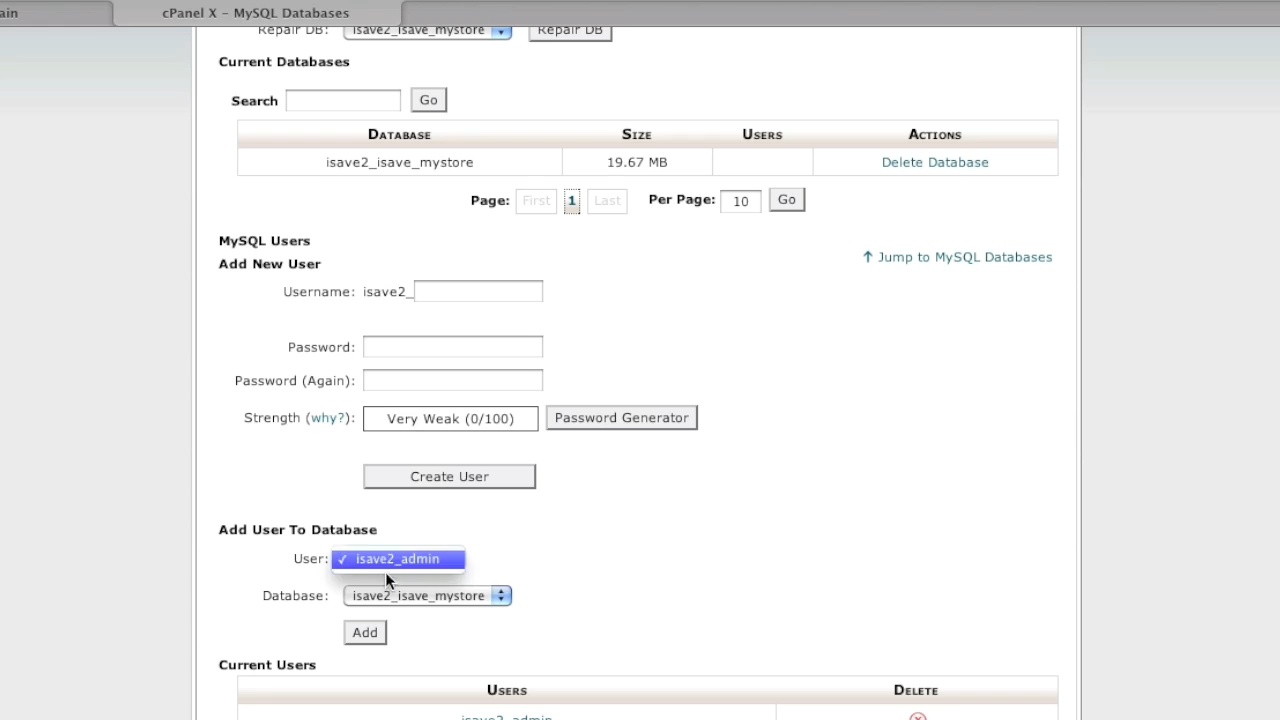 ain
cPanel X – MySQL Databases
Repair DB: isave2_isave_mystore Repair DB
Current Databases
Search Go
DATABASE SIZE USERS ACTIONS
isave2_isave_mystore 19.67 MB Delete Database
Page: First 1 Last Per Page: 10 Go
MySQL Users
Add New User
↑ Jump to MySQL Databases
Username: isave2_
Password:
Password (Again):
Strength (why?): Very Weak (0/100) Password Generator
Create User
Add User To Database
User: ✓ isave2_admin
Database: isave2_isave_mystore
Add
Current Users
USERS DELETE
isave2_admin